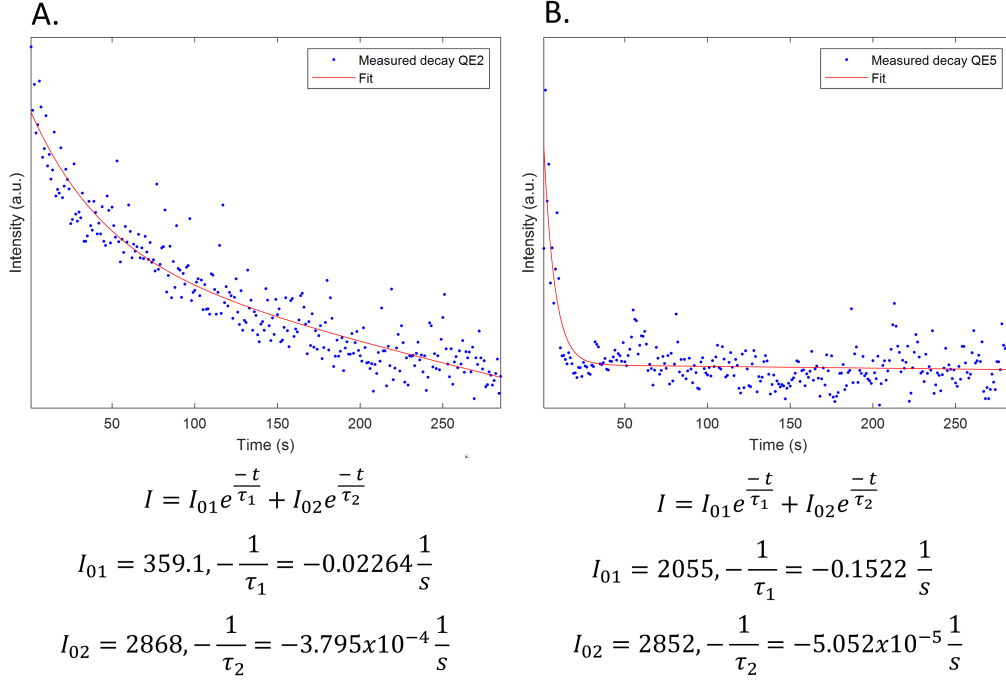 A.
Measured decay QE2
Fit
Intensity (a.u.)
50 100 150 200 250
Time (s)
I = I₀₁e^(−t/τ₁) + I₀₂e^(−t/τ₂)
I₀₁ = 359.1, −1/τ₁ = −0.02264 1/s
I₀₂ = 2868, −1/τ₂ = −3.795x10⁻⁴ 1/s
B.
Measured decay QE5
Fit
Intensity (a.u.)
50 100 150 200 250
Time (s)
I = I₀₁e^(−t/τ₁) + I₀₂e^(−t/τ₂)
I₀₁ = 2055, −1/τ₁ = −0.1522 1/s
I₀₂ = 2852, −1/τ₂ = −5.052x10⁻⁵ 1/s